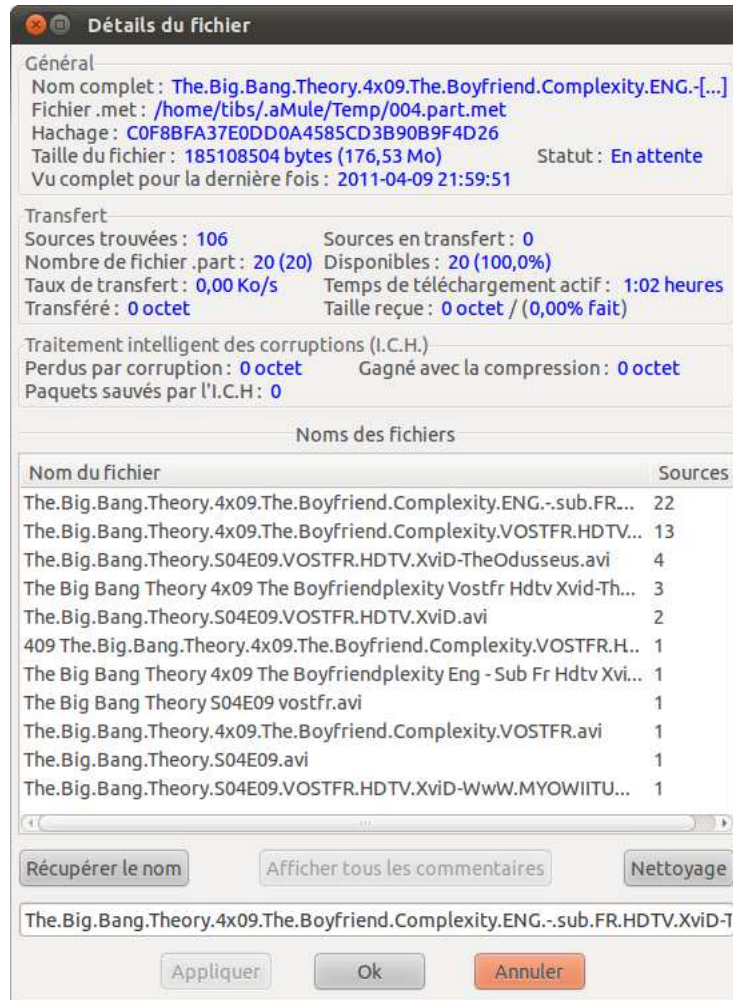 Détails du fichier
Général
Nom complet : The.Big.Bang.Theory.4x09.The.Boyfriend.Complexity.ENG.-[...]
Fichier .met : /home/tibs/.aMule/Temp/004.part.met
Hachage : C0F8BFA37E0DD0A4585CD3B90B9F4D26
Taille du fichier : 185108504 bytes (176,53 Mo) Statut : En attente
Vu complet pour la dernière fois : 2011-04-09 21:59:51
Transfert
Sources trouvées : 106 Sources en transfert : 0
Nombre de fichier .part : 20 (20) Disponibles : 20 (100,0%)
Taux de transfert : 0,00 Ko/s Temps de téléchargement actif : 1:02 heures
Transféré : 0 octet Taille reçue : 0 octet / (0,00% fait)
Traitement intelligent des corruptions (I.C.H.)
Perdus par corruption : 0 octet Gagné avec la compression : 0 octet
Paquets sauvés par l'I.C.H : 0
Noms des fichiers
Nom du fichier Sources
The.Big.Bang.Theory.4x09.The.Boyfriend.Complexity.ENG.-.sub.FR.... 22
The.Big.Bang.Theory.4x09.The.Boyfriend.Complexity.VOSTFR.HDTV... 13
The.Big.Bang.Theory.S04E09.VOSTFR.HDTV.XviD-TheOdusseus.avi 4
The Big Bang Theory 4x09 The Boyfriendplexity Vostfr Hdtv Xvid-Th... 3
The.Big.Bang.Theory.S04E09.VOSTFR.HDTV.XviD.avi 2
409 The.Big.Bang.Theory.4x09.The.Boyfriend.Complexity.VOSTFR.H... 1
The Big Bang Theory 4x09 The Boyfriendplexity Eng - Sub Fr Hdtv Xvi... 1
The Big Bang Theory S04E09 vostfr.avi 1
The.Big.Bang.Theory.4x09.The.Boyfriend.Complexity.VOSTFR.avi 1
The.Big.Bang.Theory.S04E09.avi 1
The.Big.Bang.Theory.S04E09.VOSTFR.HDTV.XviD-WwW.MYOWIITU... 1
Récupérer le nom Afficher tous les commentaires Nettoyage
The.Big.Bang.Theory.4x09.The.Boyfriend.Complexity.ENG.-.sub.FR.HDTV.XviD-T
Appliquer Ok Annuler